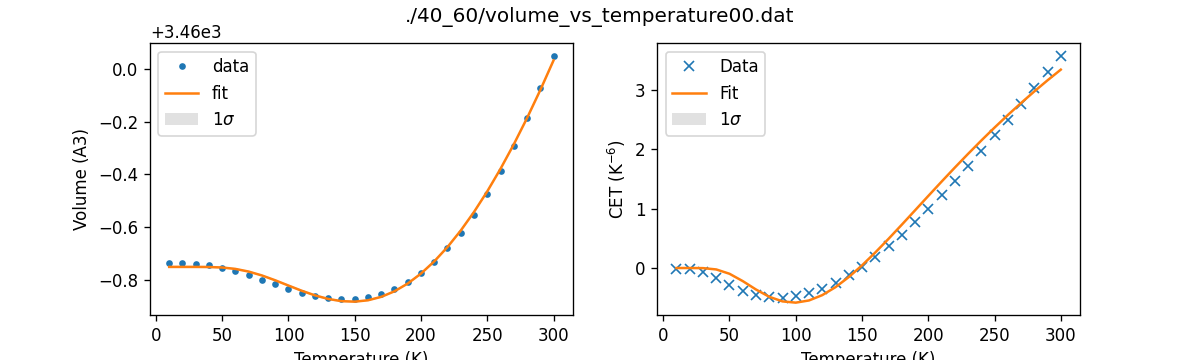 ./40_60/volume_vs_temperature00.dat
+3.46e3
data
fit
1σ
0.0
−0.2
−0.4
−0.6
−0.8
Volume (A3)
0
50
100
150
200
250
300
Temperature (K)
Data
Fit
1σ
3
2
1
0
CET (K⁻⁶)
0
50
100
150
200
250
300
Temperature (K)